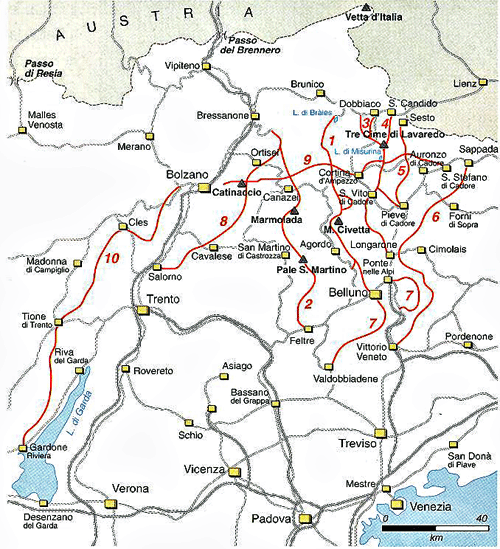 AUSTRIA
Vetta d'Italia
Passo
del Brennero
Passo
di Resia
Vipiteno
Brunico
Lienz
Dobbiaco
S. Candido
Malles
Venosta
Bressanone
L. di Bràies
3
4
Sesto
1
Tre Cime di Lavaredo
Merano
Ortisei
L. di Misurina
Auronzo
di Cadore
Sappada
9
5
Bolzano
Cortina
d'Ampezzo
S. Stefano
di Cadore
Catinaccio
Canazei
S. Vito
di Cadore
6
Cles
8
Marmolada
Pieve
di Cadore
Forni
di Sopra
M. Civetta
Madonna
di Campiglio
10
Cavalese
San Martino
di Castrozza
Agordo
Longarone
Cimolais
Salorno
Pale S. Martino
Ponte
nelle Alpi
Belluno
7
Tione
di Trento
Trento
2
7
Feltre
Vittorio
Veneto
Pordenone
Riva
del Garda
Rovereto
Asiago
Valdobbiadene
L. di Garda
Bassano
del Grappa
Schio
Treviso
Gardone
Riviera
Vicenza
San Donà
di Piave
Verona
Mestre
Venezia
Desenzano
del Garda
Padova
0
40
km